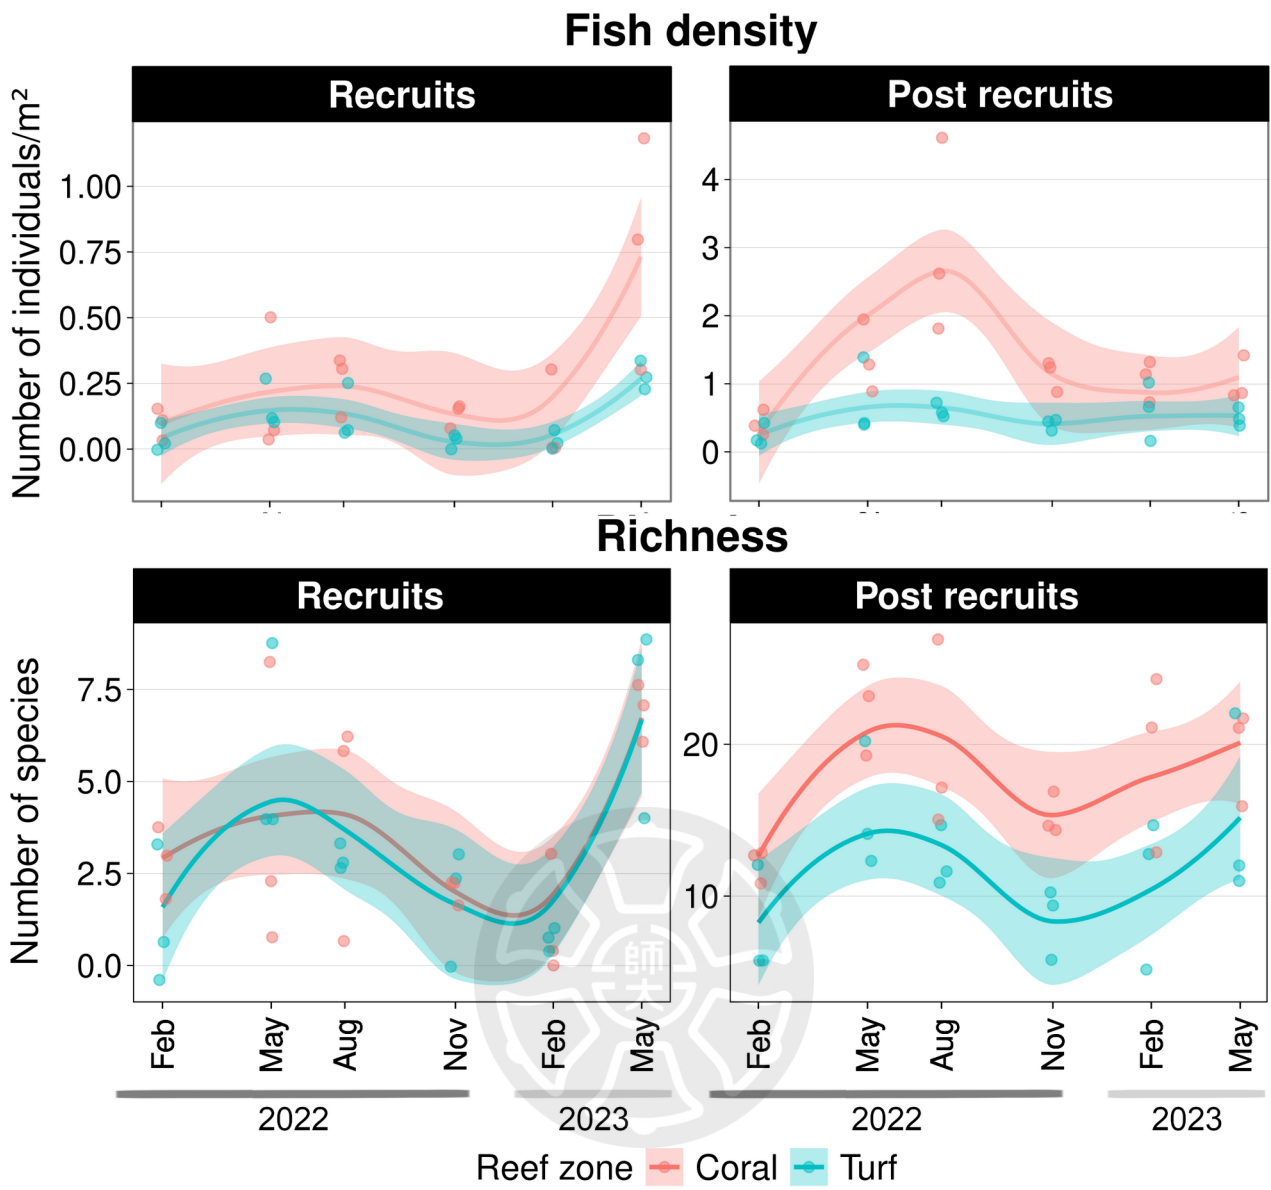 Fish density
Recruits
Post recruits
Number of individuals/m²
1.00
0.75
0.50
0.25
0.00
4
3
2
1
0
Richness
Recruits
Post recruits
Number of species
7.5
5.0
2.5
0.0
20
10
師大
Feb May Aug Nov Feb May
Feb May Aug Nov Feb May
2022 2023
2022 2023
Reef zone Coral Turf